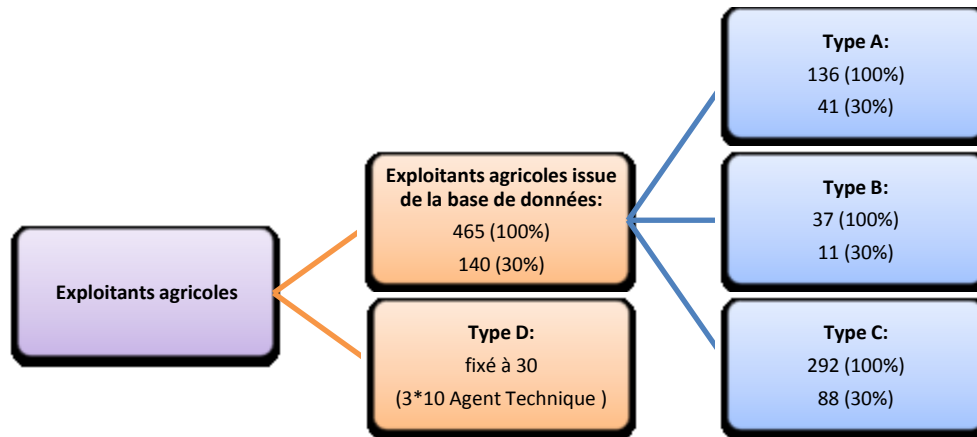 Exploitants agricoles
Exploitants agricoles issue
de la base de données:
465 (100%)
140 (30%)
Type D:
fixé à 30
(3*10 Agent Technique )
Type A:
136 (100%)
41 (30%)
Type B:
37 (100%)
11 (30%)
Type C:
292 (100%)
88 (30%)